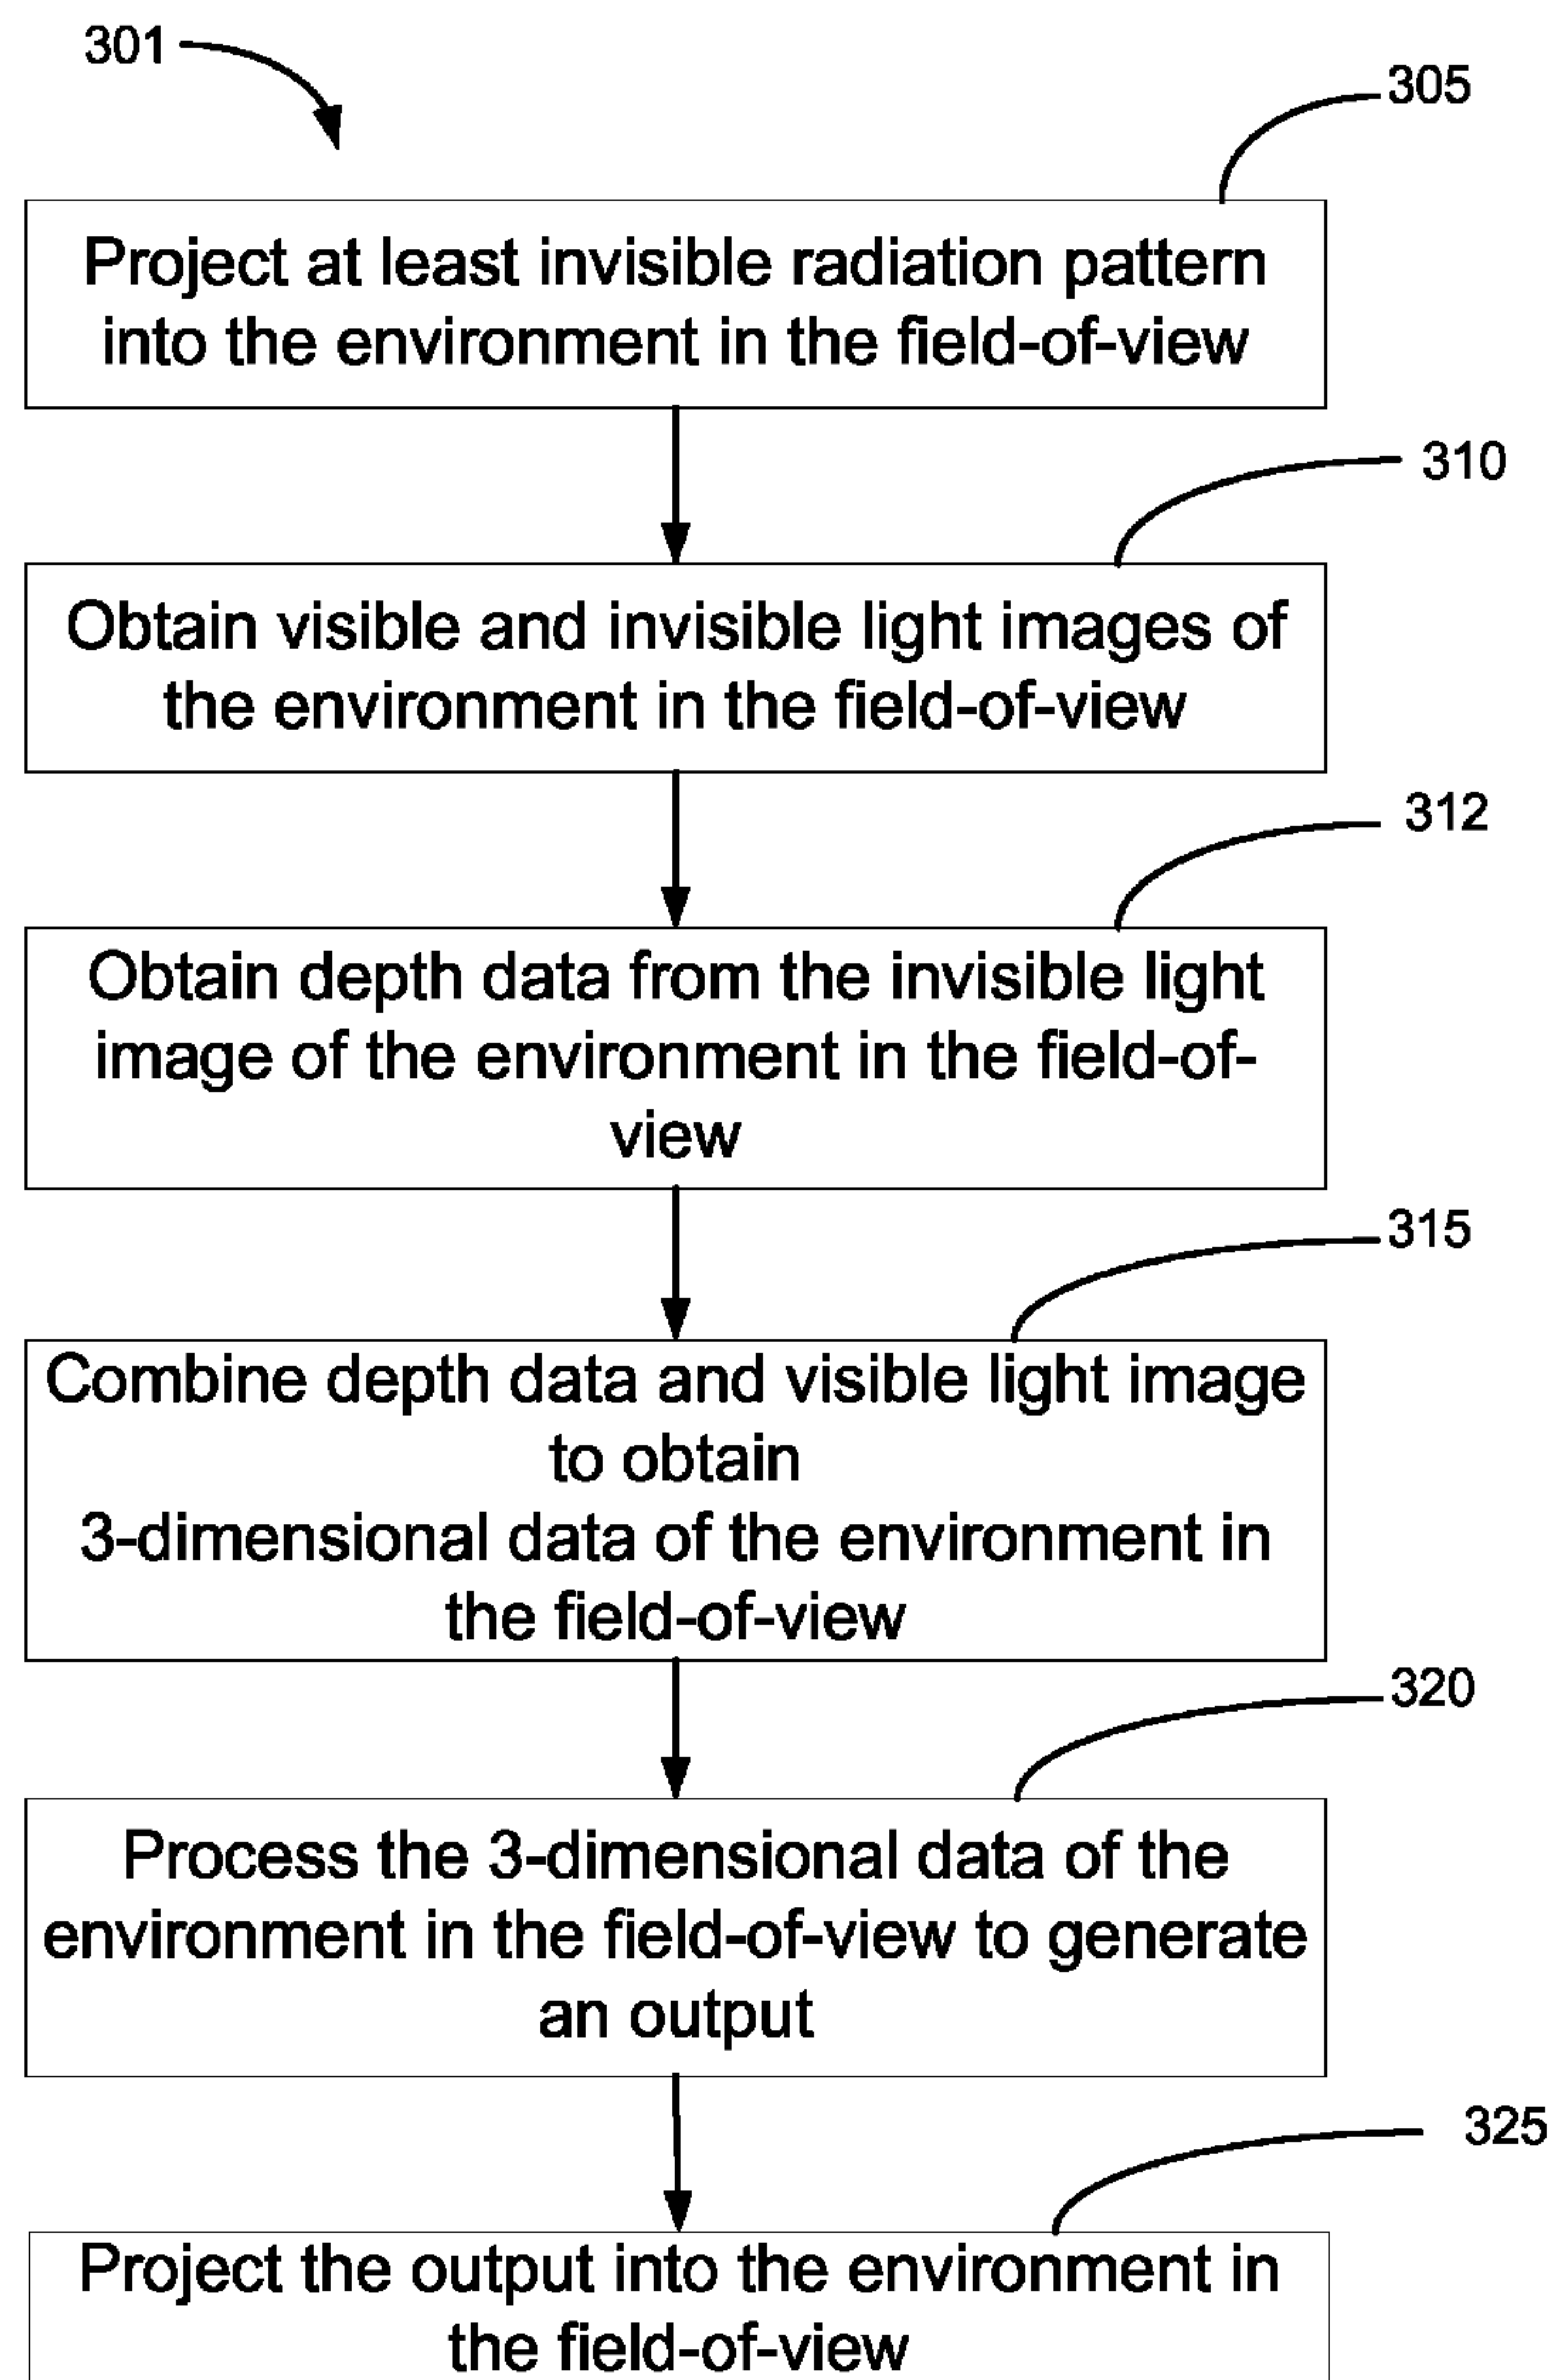 301
305
Project at least invisible radiation pattern
into the environment in the field-of-view
310
Obtain visible and invisible light images of
the environment in the field-of-view
312
Obtain depth data from the invisible light
image of the environment in the field-of-
view
315
Combine depth data and visible light image
to obtain
3-dimensional data of the environment in
the field-of-view
320
Process the 3-dimensional data of the
environment in the field-of-view to generate
an output
325
Project the output into the environment in
the field-of-view